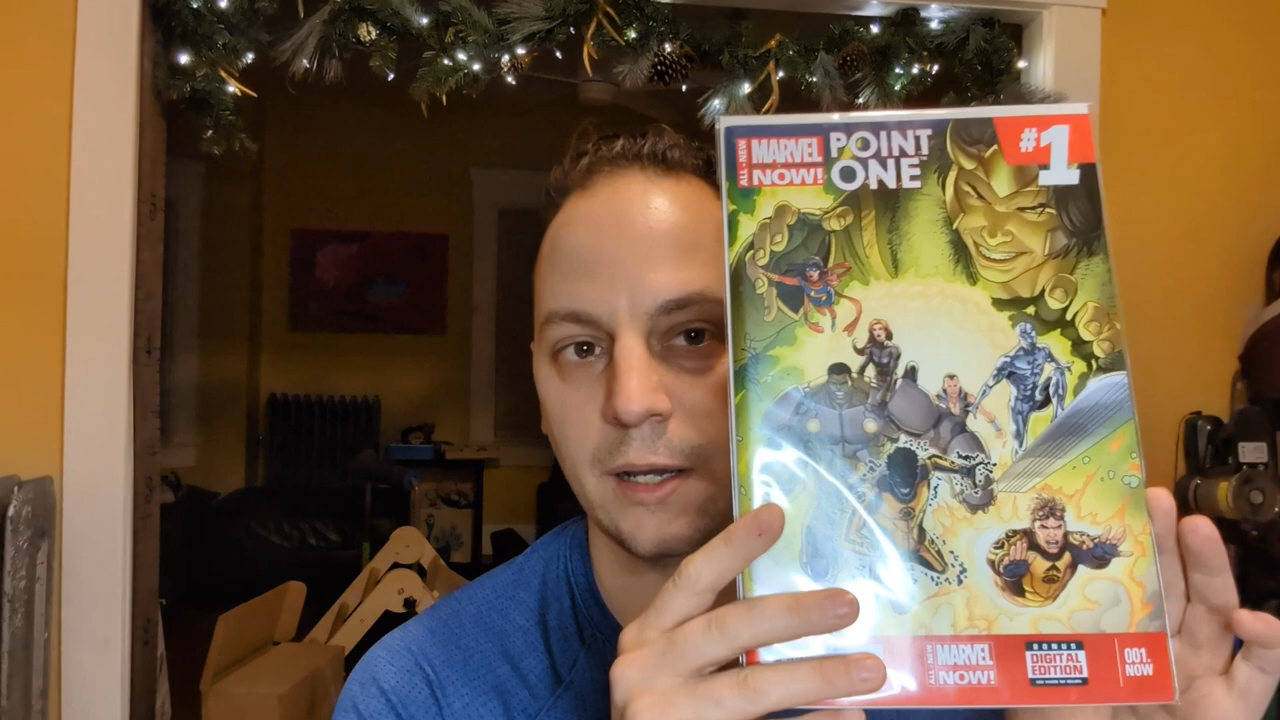 ALL-NEW
MARVEL
NOW!
POINT
ONE
#1
ALL-NEW
MARVEL
NOW!
BONUS
DIGITAL
EDITION
001.
NOW